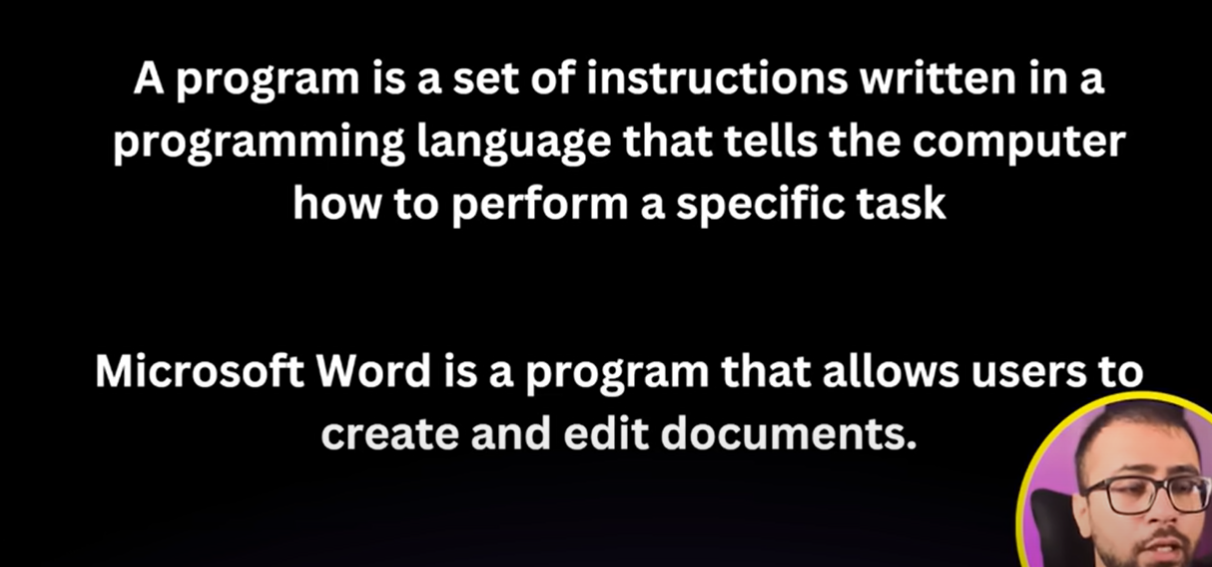 A program is a set of instructions written in a
programming language that tells the computer
how to perform a specific task
Microsoft Word is a program that allows users to
create and edit documents.